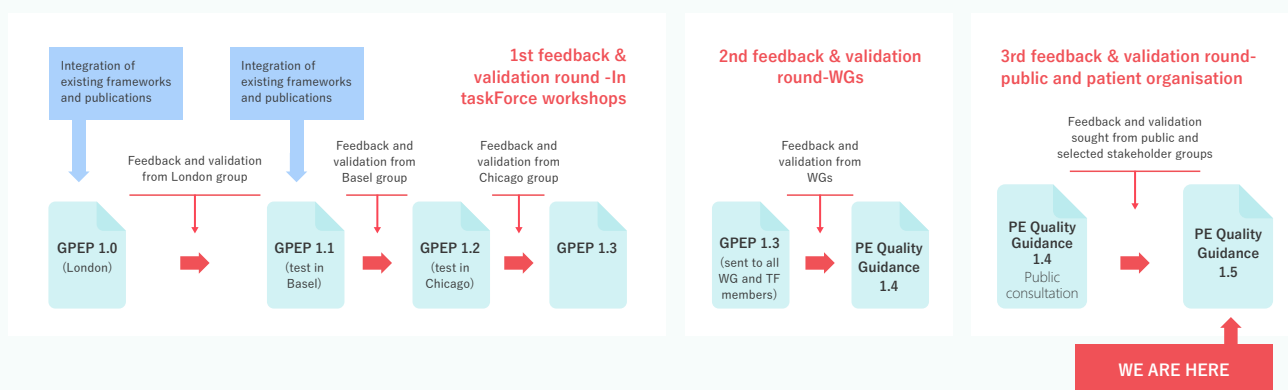 Integration of
existing frameworks
and publications
Integration of
existing frameworks
and publications
1st feedback &
validation round -In
taskForce workshops
Feedback and validation
from London group
Feedback and
validation from
Basel group
Feedback and
validation from
Chicago group
GPEP 1.0
(London)
GPEP 1.1
(test in
Basel)
GPEP 1.2
(test in
Chicago)
GPEP 1.3
2nd feedback & validation
round-WGs
Feedback and
validation from
WGs
GPEP 1.3
(sent to all
WG and TF
members)
PE Quality
Guidance
1.4
3rd feedback & validation round-
public and patient organisation
Feedback and validation
sought from public and
selected stakeholder groups
PE Quality
Guidance
1.4
Public
consultation
PE Quality
Guidance
1.5
WE ARE HERE